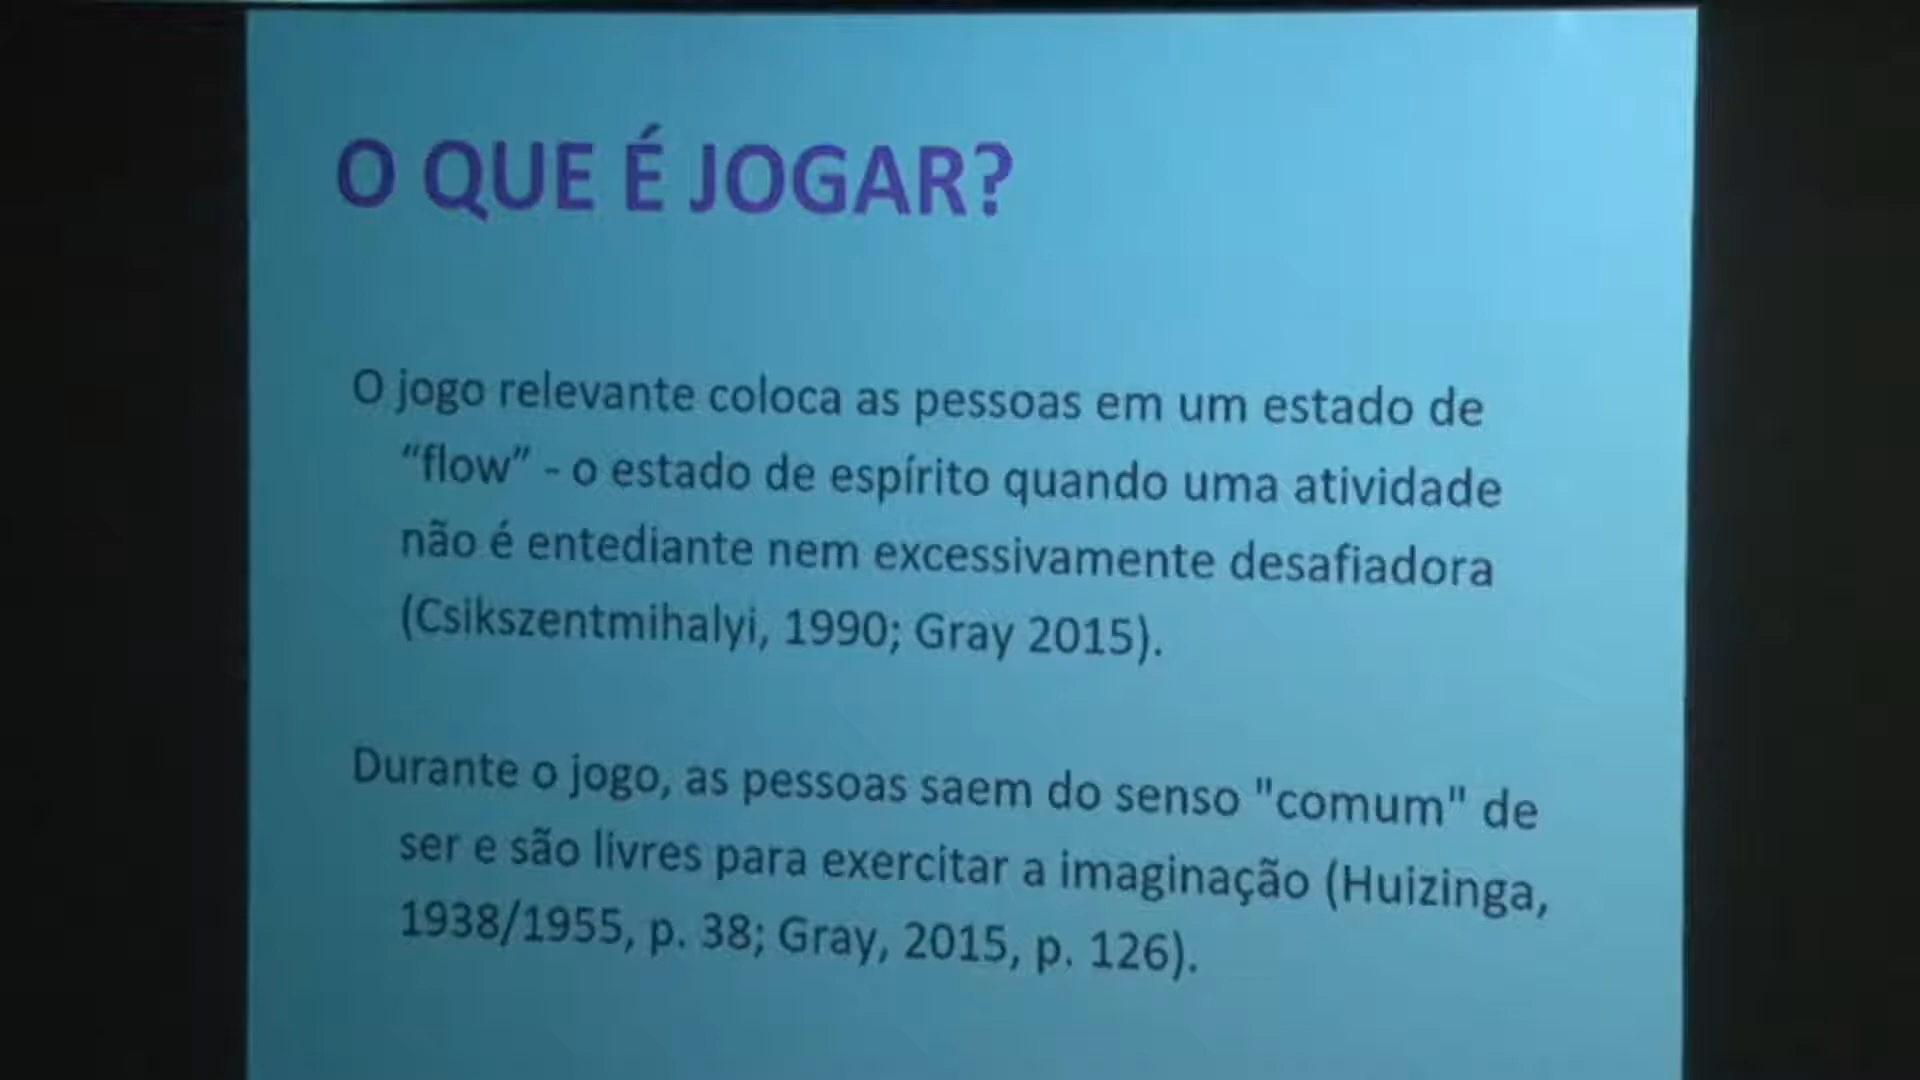 O QUE É JOGAR?
O jogo relevante coloca as pessoas em um estado de
“flow” - o estado de espírito quando uma atividade
não é entediante nem excessivamente desafiadora
(Csikszentmihalyi, 1990; Gray 2015).
Durante o jogo, as pessoas saem do senso "comum" de
ser e são livres para exercitar a imaginação (Huizinga,
1938/1955, p. 38; Gray, 2015, p. 126).